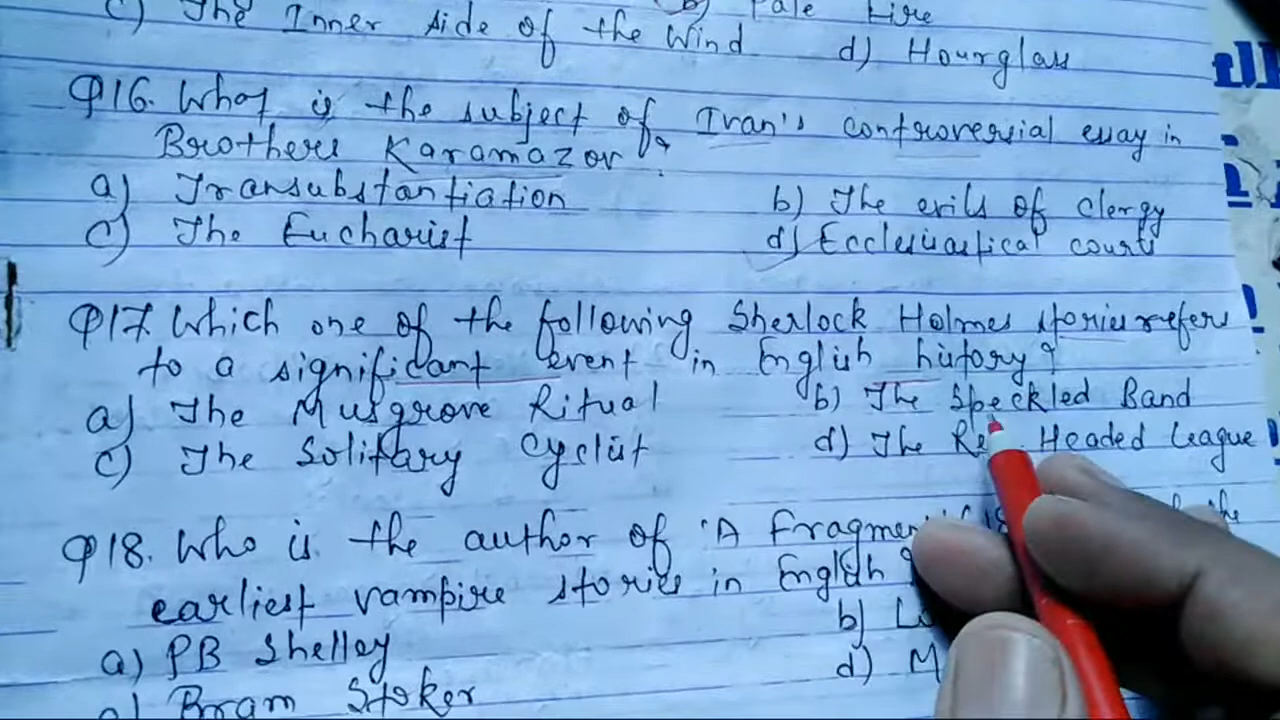 c) The Inner Side of the Wind b) Pale Fire
d) Hourglass
Q16. What is the subject of Ivan's controversial essay in
Brothers Karamazov?
a) Transubstantiation b) The evils of clergy
c) The Eucharist d) Ecclesiastical courts
Q17. Which one of the following Sherlock Holmes stories refers
to a significant event in English history?
a) The Musgrove Ritual b) The Speckled Band
c) The Solitary Cyclist d) The Headed League
Q18. Who is the author of 'A the
earliest vampire stories in English
a) PB Shelley b)
Bram Stoker d) M